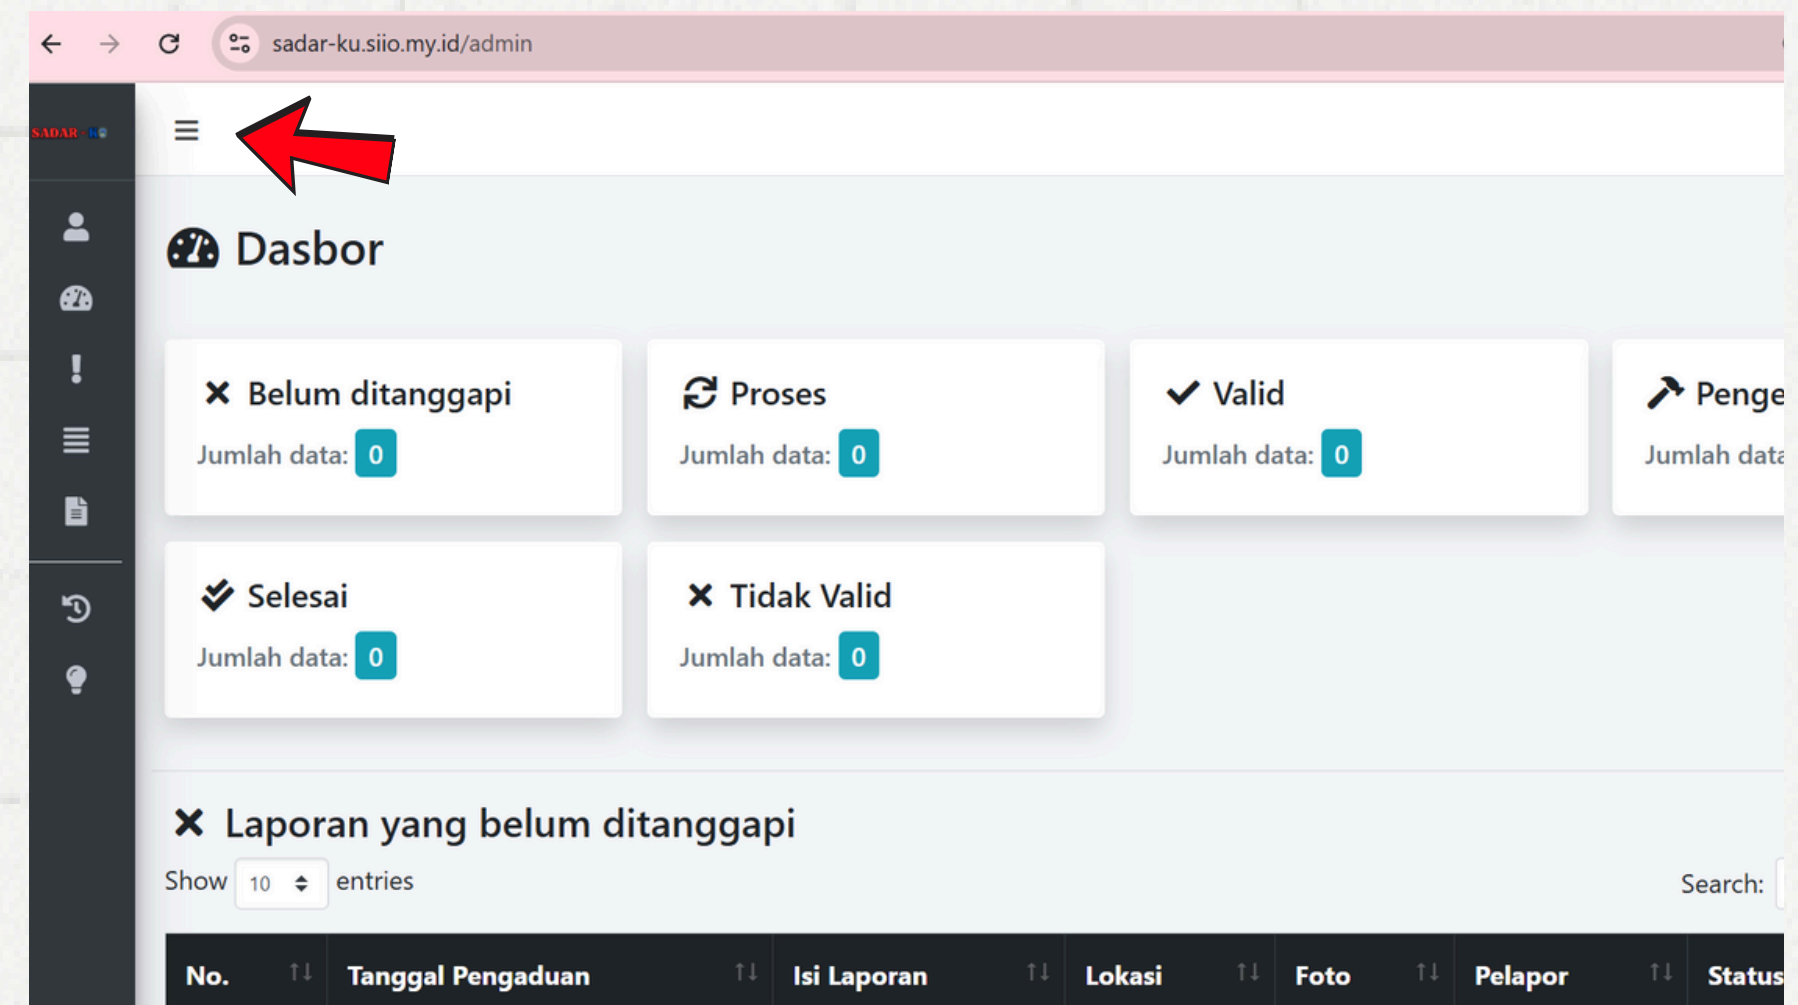 sadar-ku.siio.my.id/admin
SADAR-KU
Dasbor
Belum ditanggapi
Jumlah data: 0
Proses
Jumlah data: 0
Valid
Jumlah data: 0
Penge
Jumlah data
Selesai
Jumlah data: 0
Tidak Valid
Jumlah data: 0
Laporan yang belum ditanggapi
Show 10 entries
Search:
No. Tanggal Pengaduan Isi Laporan Lokasi Foto Pelapor Status